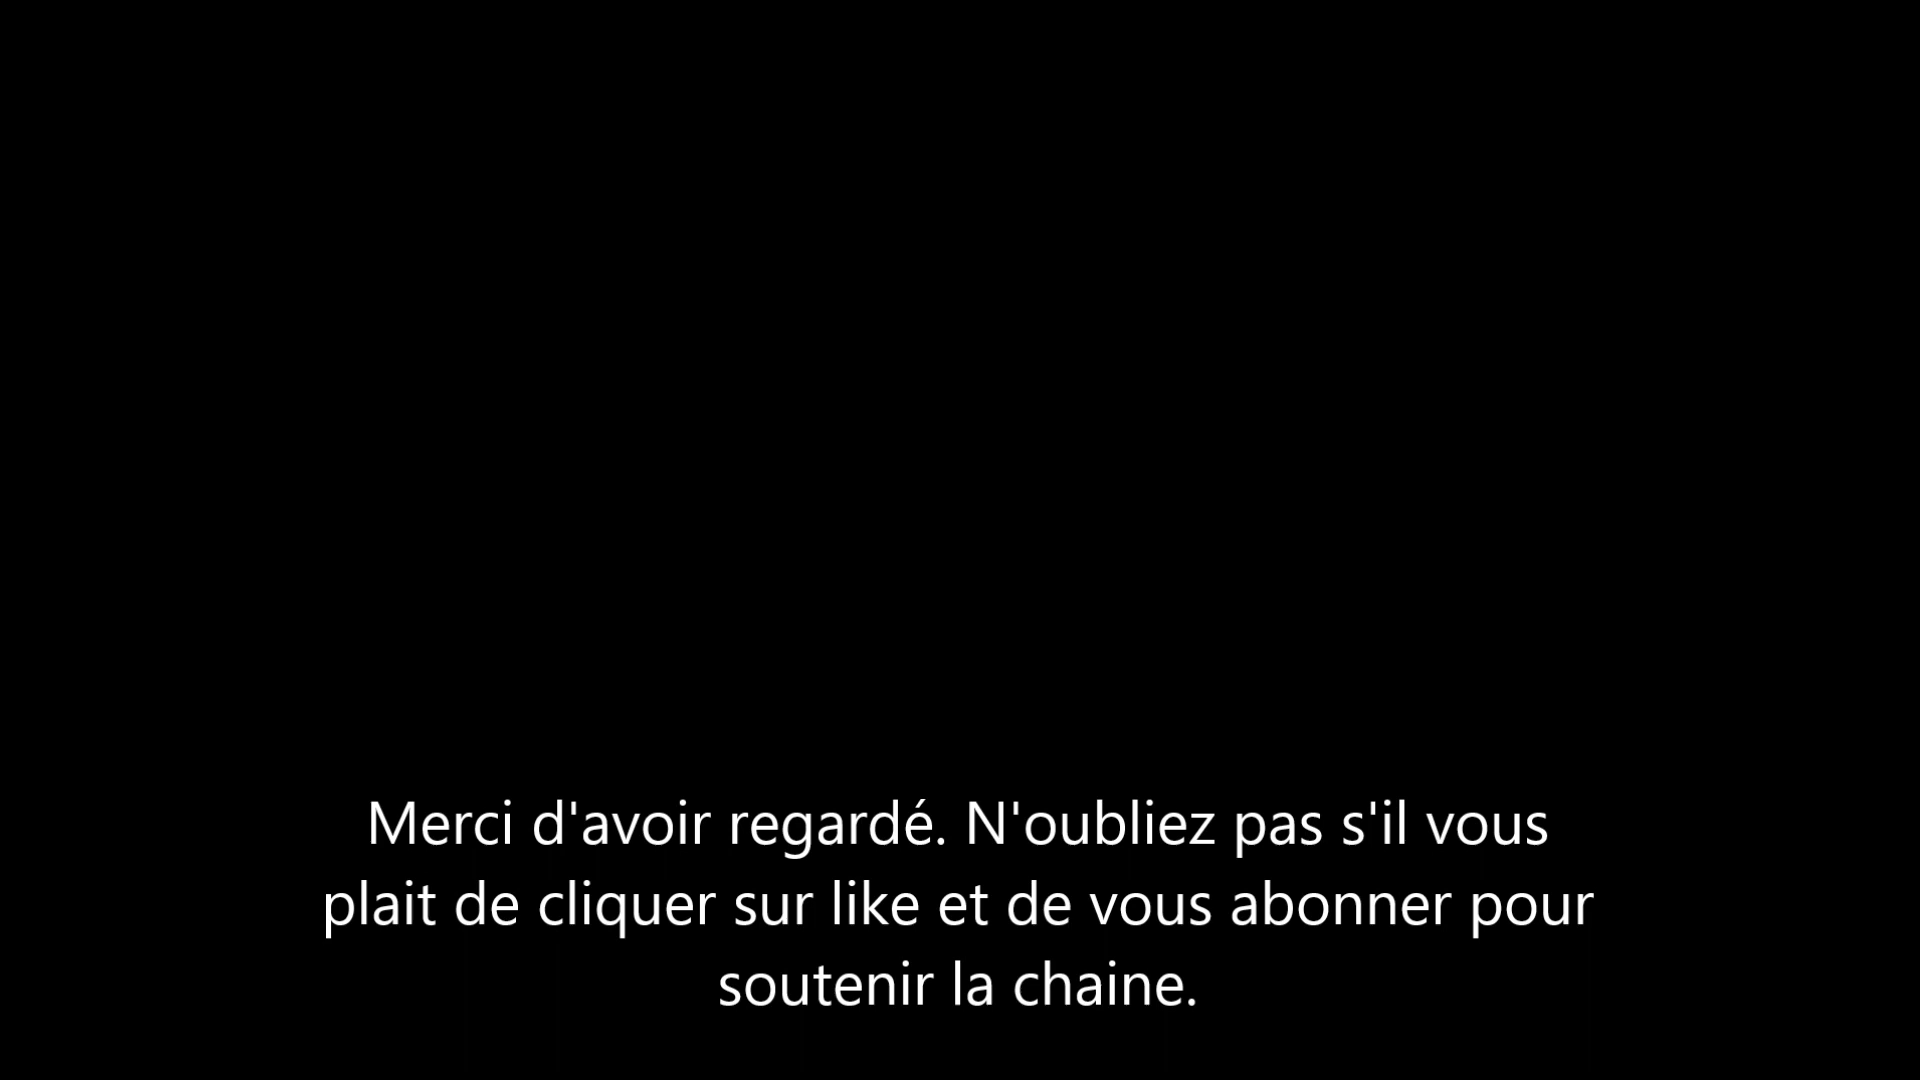 Merci d'avoir regardé. N'oubliez pas s'il vous
plait de cliquer sur like et de vous abonner pour
soutenir la chaine.